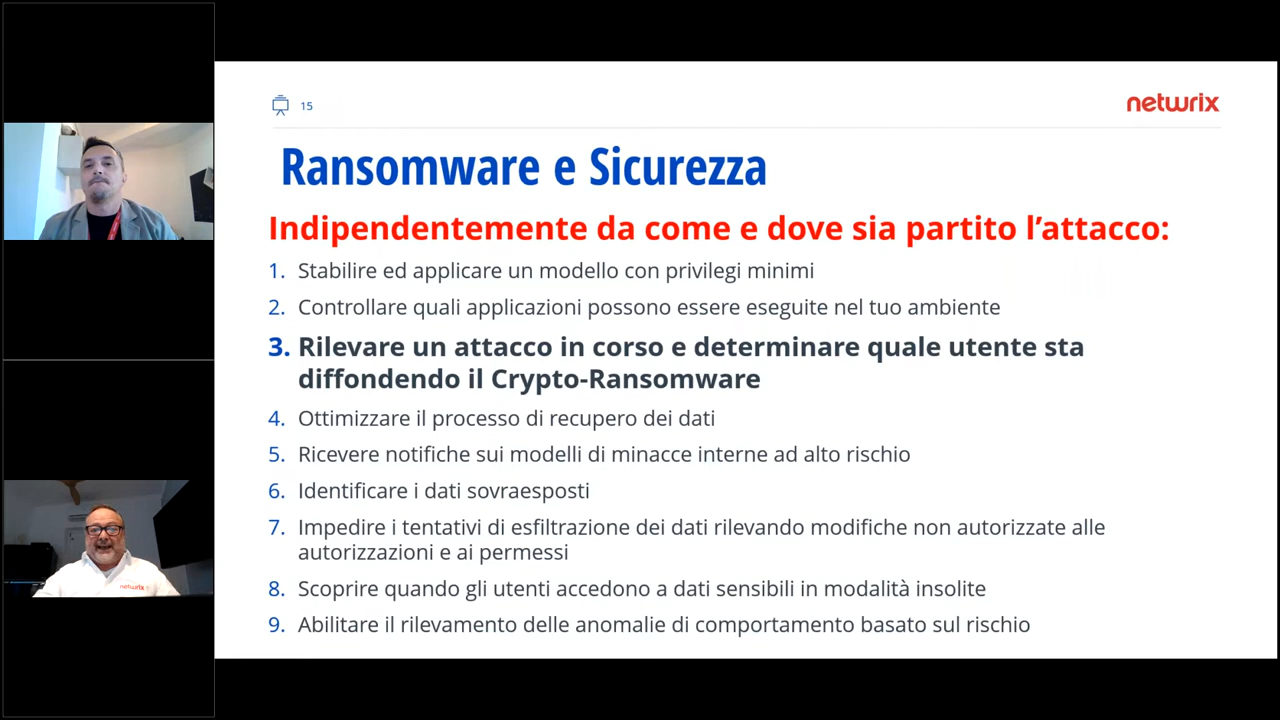 15
netwrix
Ransomware e Sicurezza
Indipendentemente da come e dove sia partito l’attacco:
1. Stabilire ed applicare un modello con privilegi minimi
2. Controllare quali applicazioni possono essere eseguite nel tuo ambiente
3. Rilevare un attacco in corso e determinare quale utente sta
diffondendo il Crypto-Ransomware
4. Ottimizzare il processo di recupero dei dati
5. Ricevere notifiche sui modelli di minacce interne ad alto rischio
6. Identificare i dati sovraesposti
7. Impedire i tentativi di esfiltrazione dei dati rilevando modifiche non autorizzate alle
autorizzazioni e ai permessi
8. Scoprire quando gli utenti accedono a dati sensibili in modalità insolite
9. Abilitare il rilevamento delle anomalie di comportamento basato sul rischio
netwrix